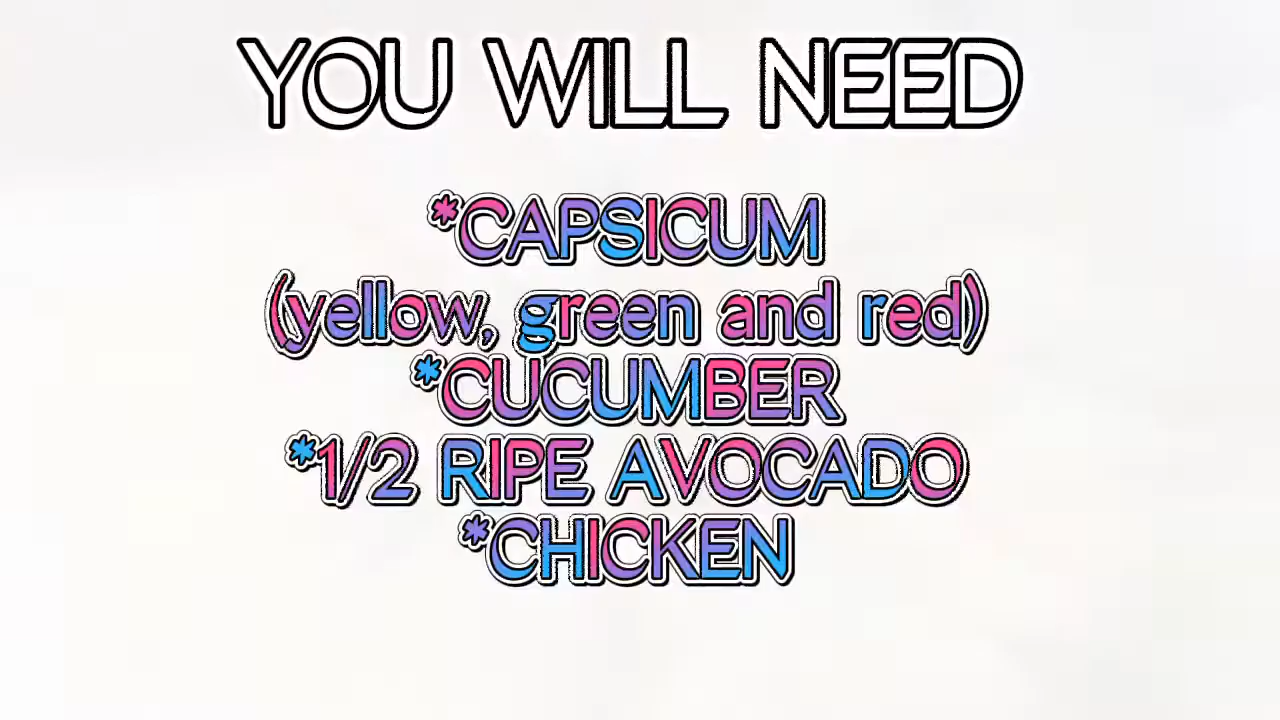 YOU WILL NEED
*CAPSICUM
(yellow, green and red)
*CUCUMBER
*1/2 RIPE AVOCADO
*CHICKEN